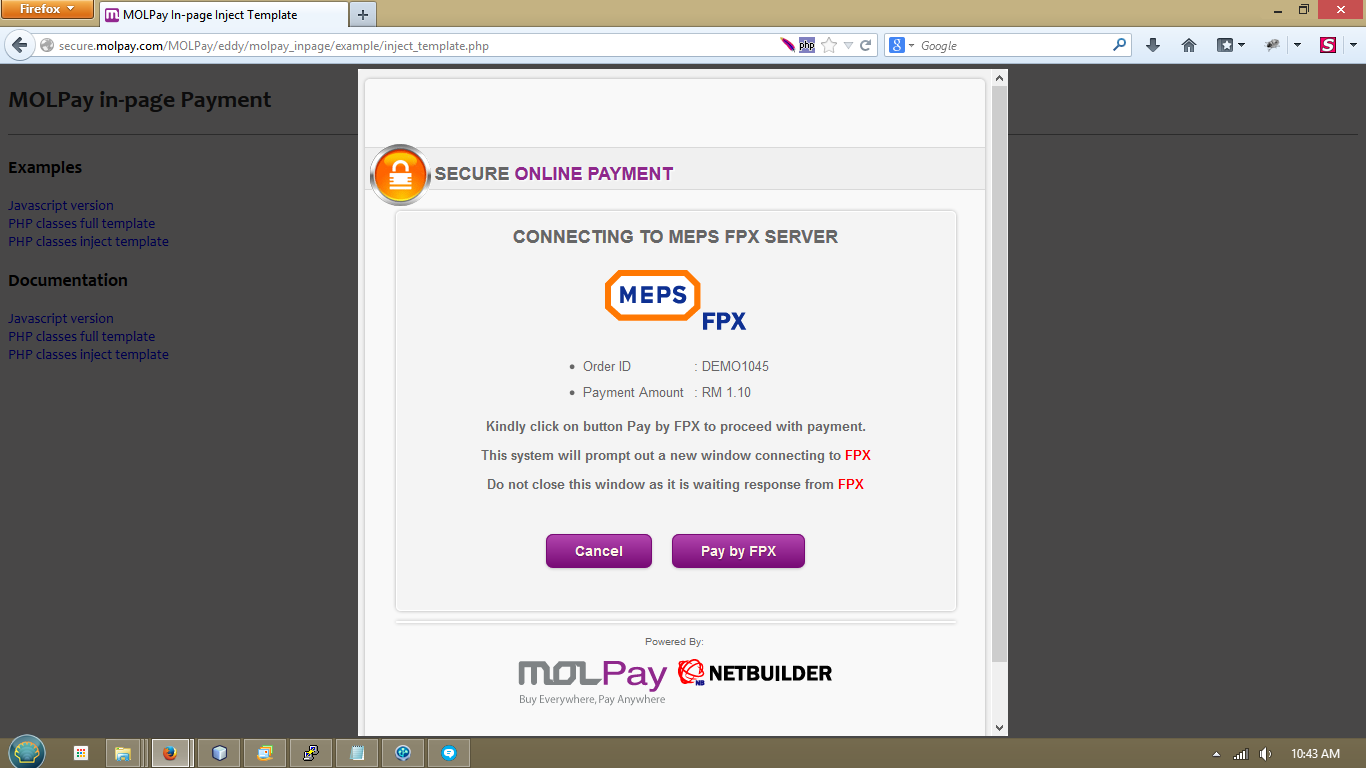 Firefox
MOLPay In-page Inject Template
secure.molpay.com/MOLPay/eddy/molpay_inpage/example/inject_template.php
php
Google
MOLPay in-page Payment
Examples
Javascript version
PHP classes full template
PHP classes inject template
Documentation
Javascript version
PHP classes full template
PHP classes inject template
SECURE ONLINE PAYMENT
CONNECTING TO MEPS FPX SERVER
MEPS
FPX
• Order ID : DEMO1045
• Payment Amount : RM 1.10
Kindly click on button Pay by FPX to proceed with payment.
This system will prompt out a new window connecting to FPX
Do not close this window as it is waiting response from FPX
Cancel Pay by FPX
Powered By:
MOLPay NB NETBUILDER
Buy Everywhere, Pay Anywhere
10:43 AM